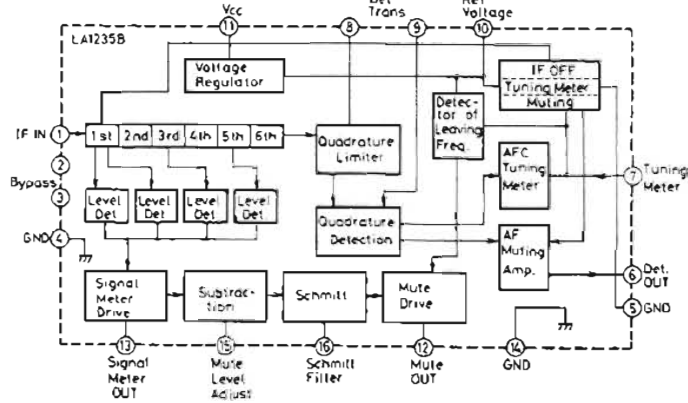 Vcc
Det
Trans
Ref
Voltage
11
8
9
10
LA1235B
Voltage
Regulator
IF OFF
Tuning Meter
Muting
IF IN
1
1st 2nd 3rd 4th 5th 6th
Quadrature
Limiter
Detec-
tor of
Leaving
Freq.
AFC
Tuning
Meter
7
Tuning
Meter
2
Bypass
3
Level
Det.
Level
Det.
Level
Det.
Level
Det.
Quadrature
Detection
AF
Muting
Amp.
GND
4
6
Det.
OUT
5
GND
Signal
Meter
Drive
Subtrac-
tion
Schmitt
Mute
Drive
13
15
16
12
14
Signal
Meter
OUT
Mute
Level
Adjust
Schmitt
Filter
Mute
OUT
GND